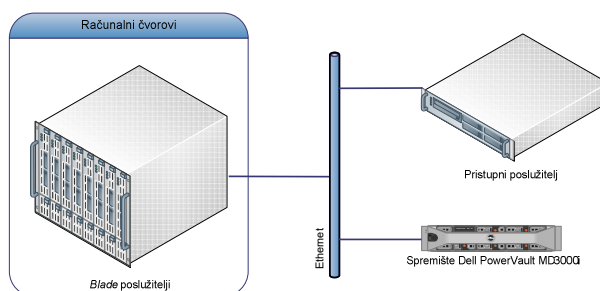 Računalni čvorovi
Blade poslužitelji
Ethernet
Pristupni poslužitelj
Spremište Dell PowerVault MD3000i